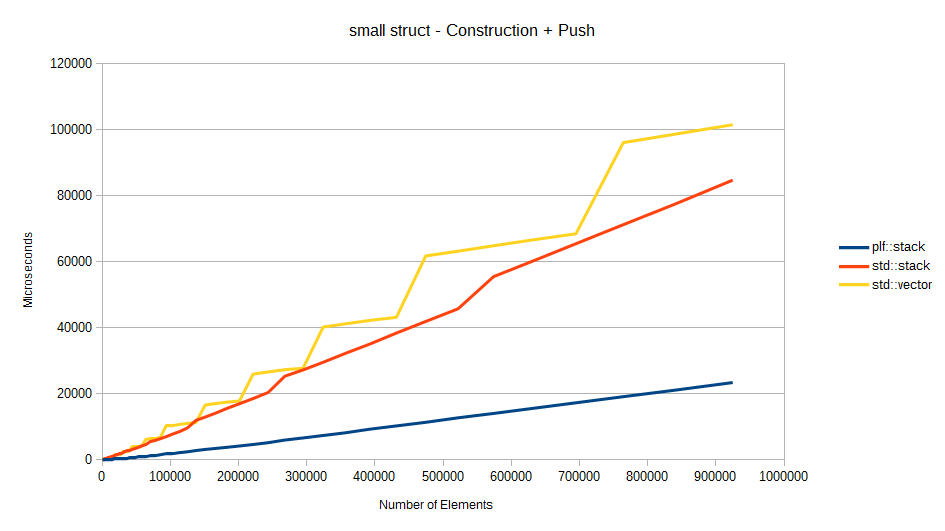 small struct - Construction + Push
120000
100000
80000
60000
40000
20000
0
Microseconds
0 100000 200000 300000 400000 500000 600000 700000 800000 900000 1000000
Number of Elements
plf::stack
std::stack
std::vector